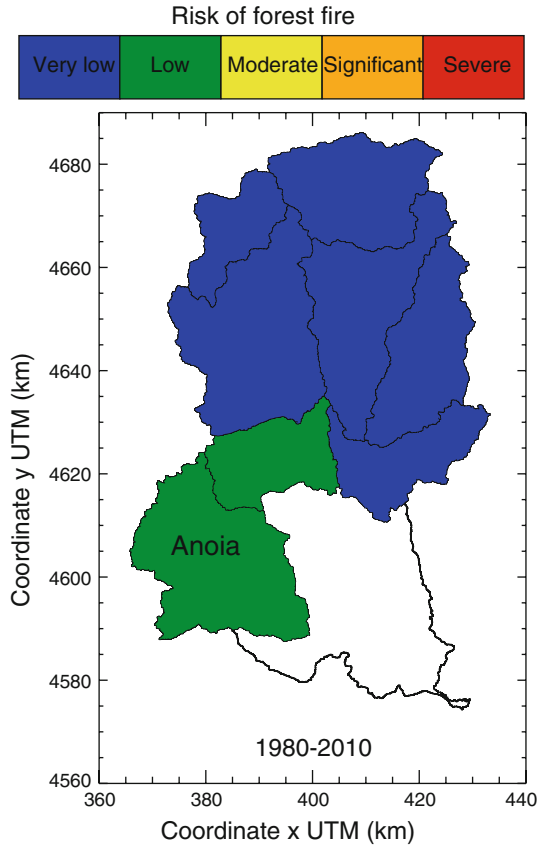 Risk of forest fire
Very low Low Moderate Significant Severe
4680
4660
4640
4620
4600
4580
4560
Coordinate y UTM (km)
Anoia
1980-2010
360 380 400 420 440
Coordinate x UTM (km)